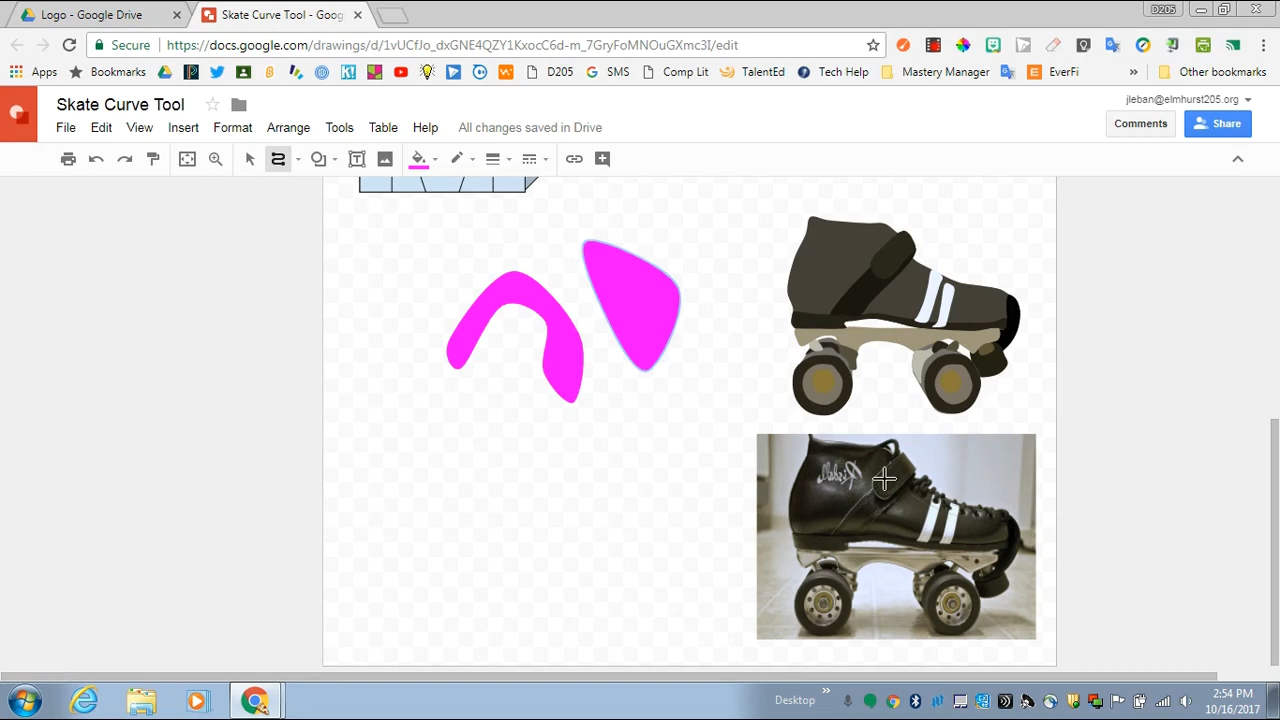 Logo - Google Drive
Skate Curve Tool - Goog
D205
Secure
https://docs.google.com/drawings/d/1vUCfJo_dxGNE4QZY1KxocC6d-m_7GryFoMNOuGXmc3I/edit
Apps
Bookmarks
D205
SMS
Comp Lit
TalentEd
Tech Help
Mastery Manager
EverFi
Other bookmarks
Skate Curve Tool
jleban@elmhurst205.org
File Edit View Insert Format Arrange Tools Table Help All changes saved in Drive
Comments
Share
Desktop
2:54 PM
10/16/2017